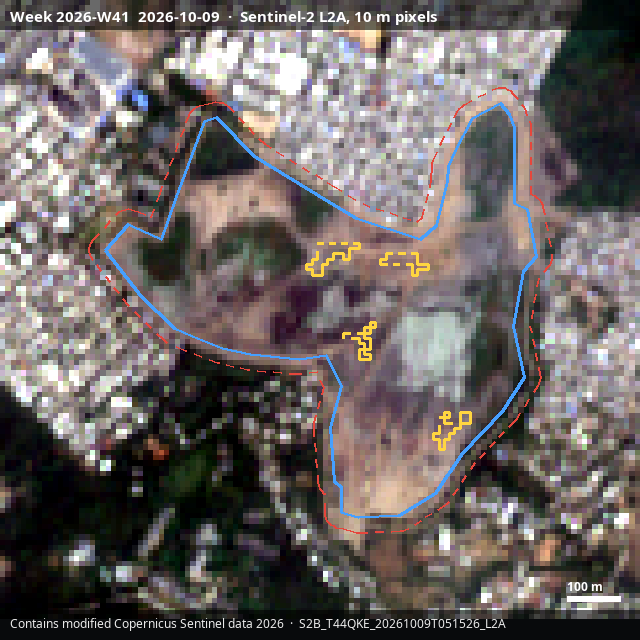 Week 2026-W41 2026-10-09 · Sentinel-2 L2A, 10 m pixels
100 m
Contains modified Copernicus Sentinel data 2026 · S2B_T44QKE_20261009T051526_L2A